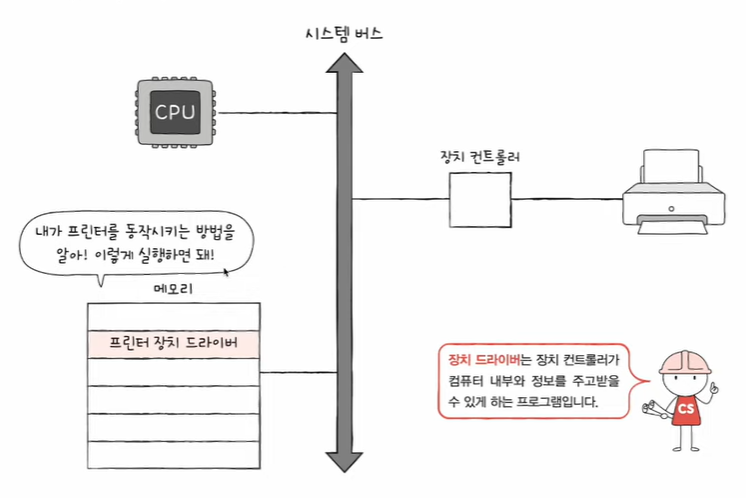 시스템 버스
CPU
장치 컨트롤러
내가 프린터를 동작시키는 방법을
알아! 이렇게 실행하면 돼!
메모리
프린터 장치 드라이버
장치 드라이버는 장치 컨트롤러가
컴퓨터 내부와 정보를 주고받을
수 있게 하는 프로그램입니다.
CS